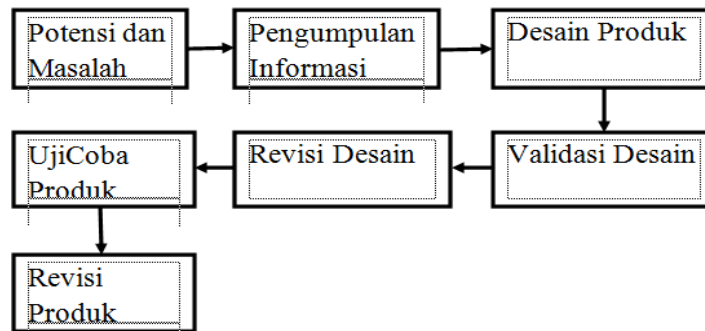 Potensi dan
Masalah
Pengumpulan
Informasi
Desain Produk
Validasi Desain
Revisi Desain
UjiCoba
Produk
Revisi
Produk